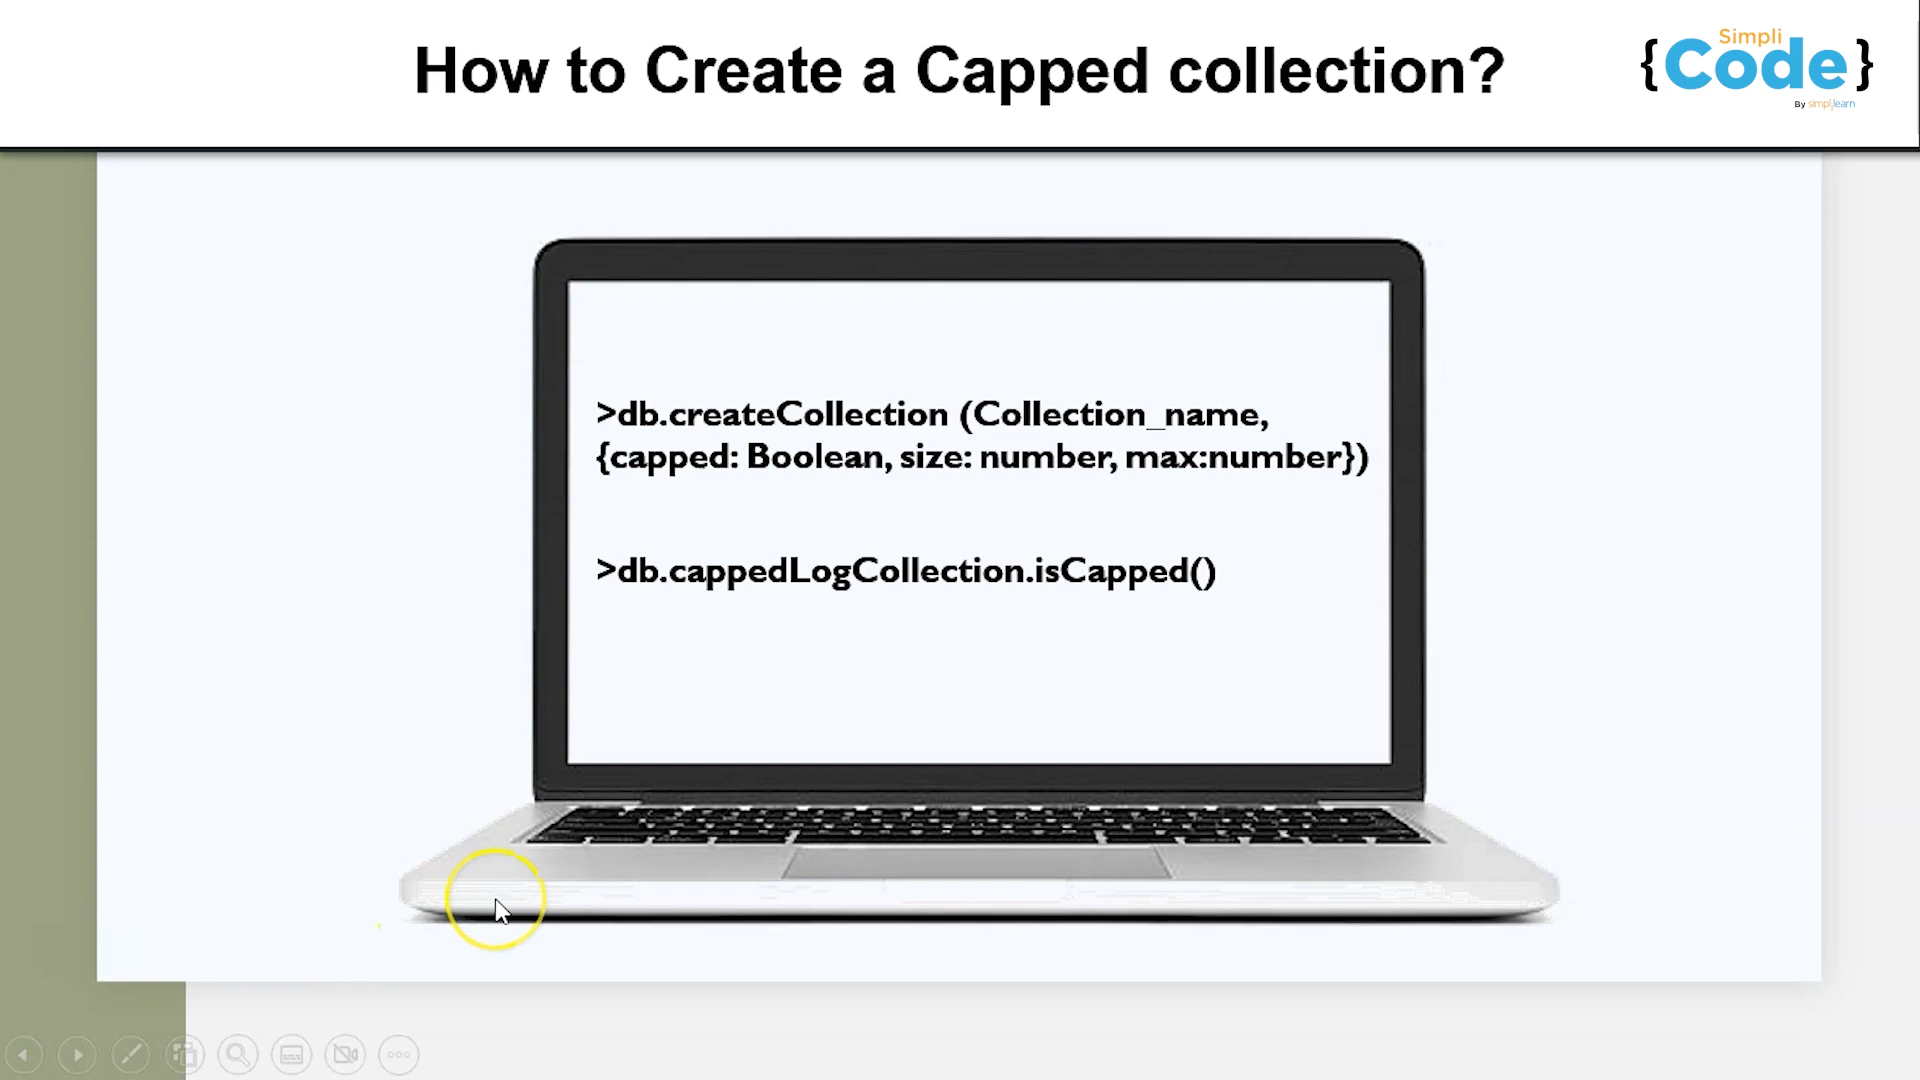 How to Create a Capped collection?
Simpli
{Code}
By simplilearn
>db.createCollection (Collection_name,
{capped: Boolean, size: number, max:number})
>db.cappedLogCollection.isCapped()